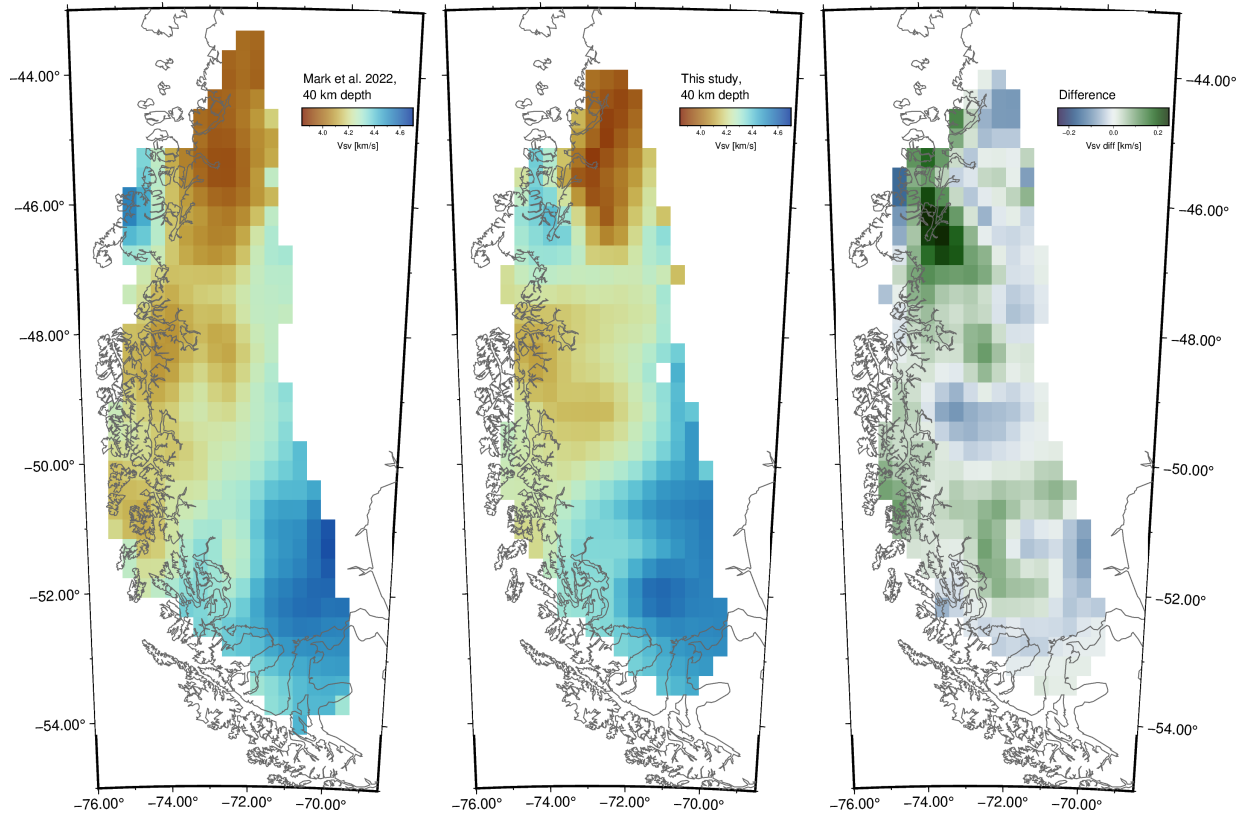 Mark et al. 2022,
40 km depth
4.0 4.2 4.4 4.6
Vsv [km/s]
This study,
40 km depth
4.0 4.2 4.4 4.6
Vsv [km/s]
Difference
−0.2 0.0 0.2
Vsv diff [km/s]
−44.00°
−46.00°
−48.00°
−50.00°
−52.00°
−54.00°
−44.00°
−46.00°
−48.00°
−50.00°
−52.00°
−54.00°
−76.00° −74.00° −72.00° −70.00°
−76.00° −74.00° −72.00° −70.00°
−76.00° −74.00° −72.00° −70.00°